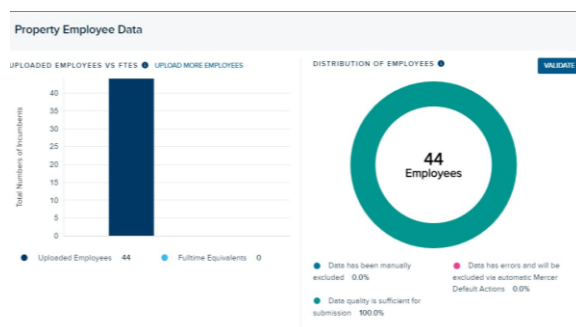 Property Employee Data
UPLOADED EMPLOYEES VS FTES
UPLOAD MORE EMPLOYEES
Total Numbers of Incumbents
40
35
30
25
20
15
10
5
0
Uploaded Employees 44
Fulltime Equivalents 0
DISTRIBUTION OF EMPLOYEES
VALIDATE
44
Employees
Data has been manually
excluded 0.0%
Data has errors and will be
excluded via automatic Mercer
Default Actions 0.0%
Data quality is sufficient for
submission 100.0%